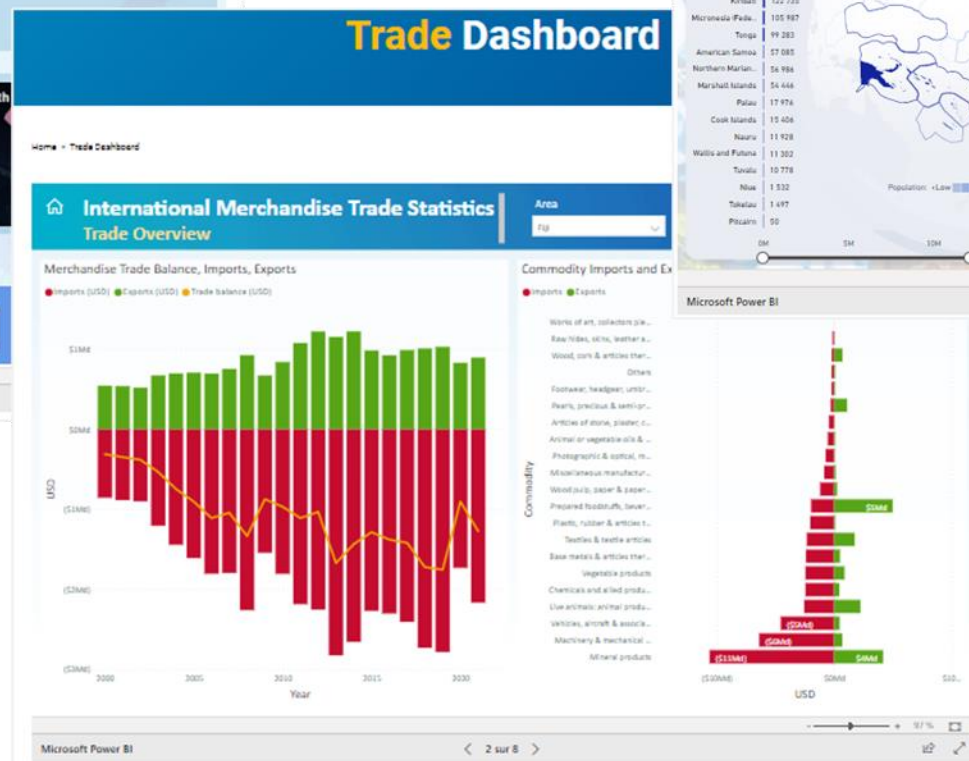 Trade Dashboard
Home • Trade Dashboard
International Merchandise Trade Statistics
Trade Overview
Area
Fiji
Merchandise Trade Balance, Imports, Exports
Imports (USD) Exports (USD) Trade balance (USD)
$1Md
$0Md
($1Md)
($2Md)
($3Md)
USD
2000 2005 2010 2015 2020
Year
Commodity Imports and Ex
Imports Exports
Works of art, collectors pie...
Raw hides, skins, leather a...
Wood, cork & articles ther...
Others
Footwear, headgear, umbr...
Pearls, precious & semi-pr...
Articles of stone, plaster, c...
Animal or vegetable oils & ...
Photographic & optical, m...
Miscellaneous manufactur...
Wood pulp, paper & paper...
Prepared foodstuffs, bever...
Plastic, rubber & articles t...
Textiles & textile articles
Base metals & articles ther...
Vegetable products
Chemicals and allied produ...
Live animals; animal produ...
Vehicles, aircraft & associa...
Machinery & mechanical ...
Mineral products
Commodity
$5Md
($11Md)
$4Md
($10Md) $0Md $10...
USD
Microsoft Power BI
2 sur 8
97 %
Kiribati 122 735
Micronesia (Fede... 105 987
Tonga 99 283
American Samoa 57 085
Northern Marian... 56 986
Marshall Islands 54 446
Palau 17 976
Cook Islands 15 406
Nauru 11 928
Wallis and Futuna 11 302
Tuvalu 10 778
Niue 1 532
Tokelau 1 497
Pitcairn 50
Population: <Low
0M 5M 10M
Microsoft Power BI
th